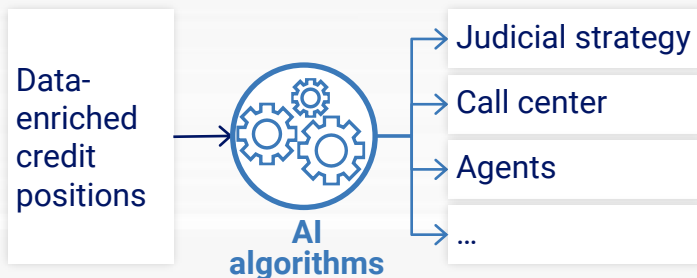 Data-
enriched
credit
positions
AI
algorithms
Judicial strategy
Call center
Agents
...